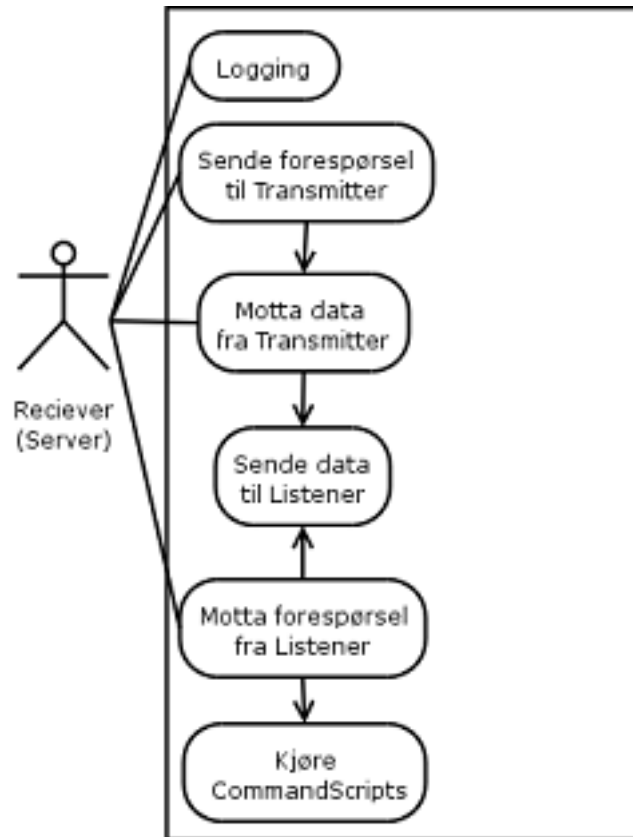 Logging
Sende forespørsel
til Transmitter
Motta data
fra Transmitter
Reciever
(Server)
Sende data
til Listener
Motta forespørsel
fra Listener
Kjøre
CommandScripts